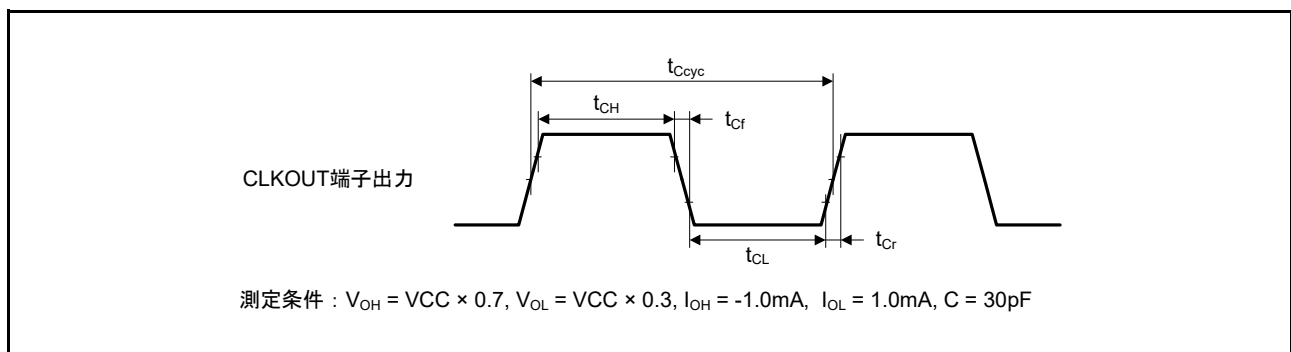 tCcyc
tCH
tCf
CLKOUT端子出力
tCL
tCr
測定条件：VOH = VCC × 0.7, VOL = VCC × 0.3, IOH = -1.0mA, IOL = 1.0mA, C = 30pF